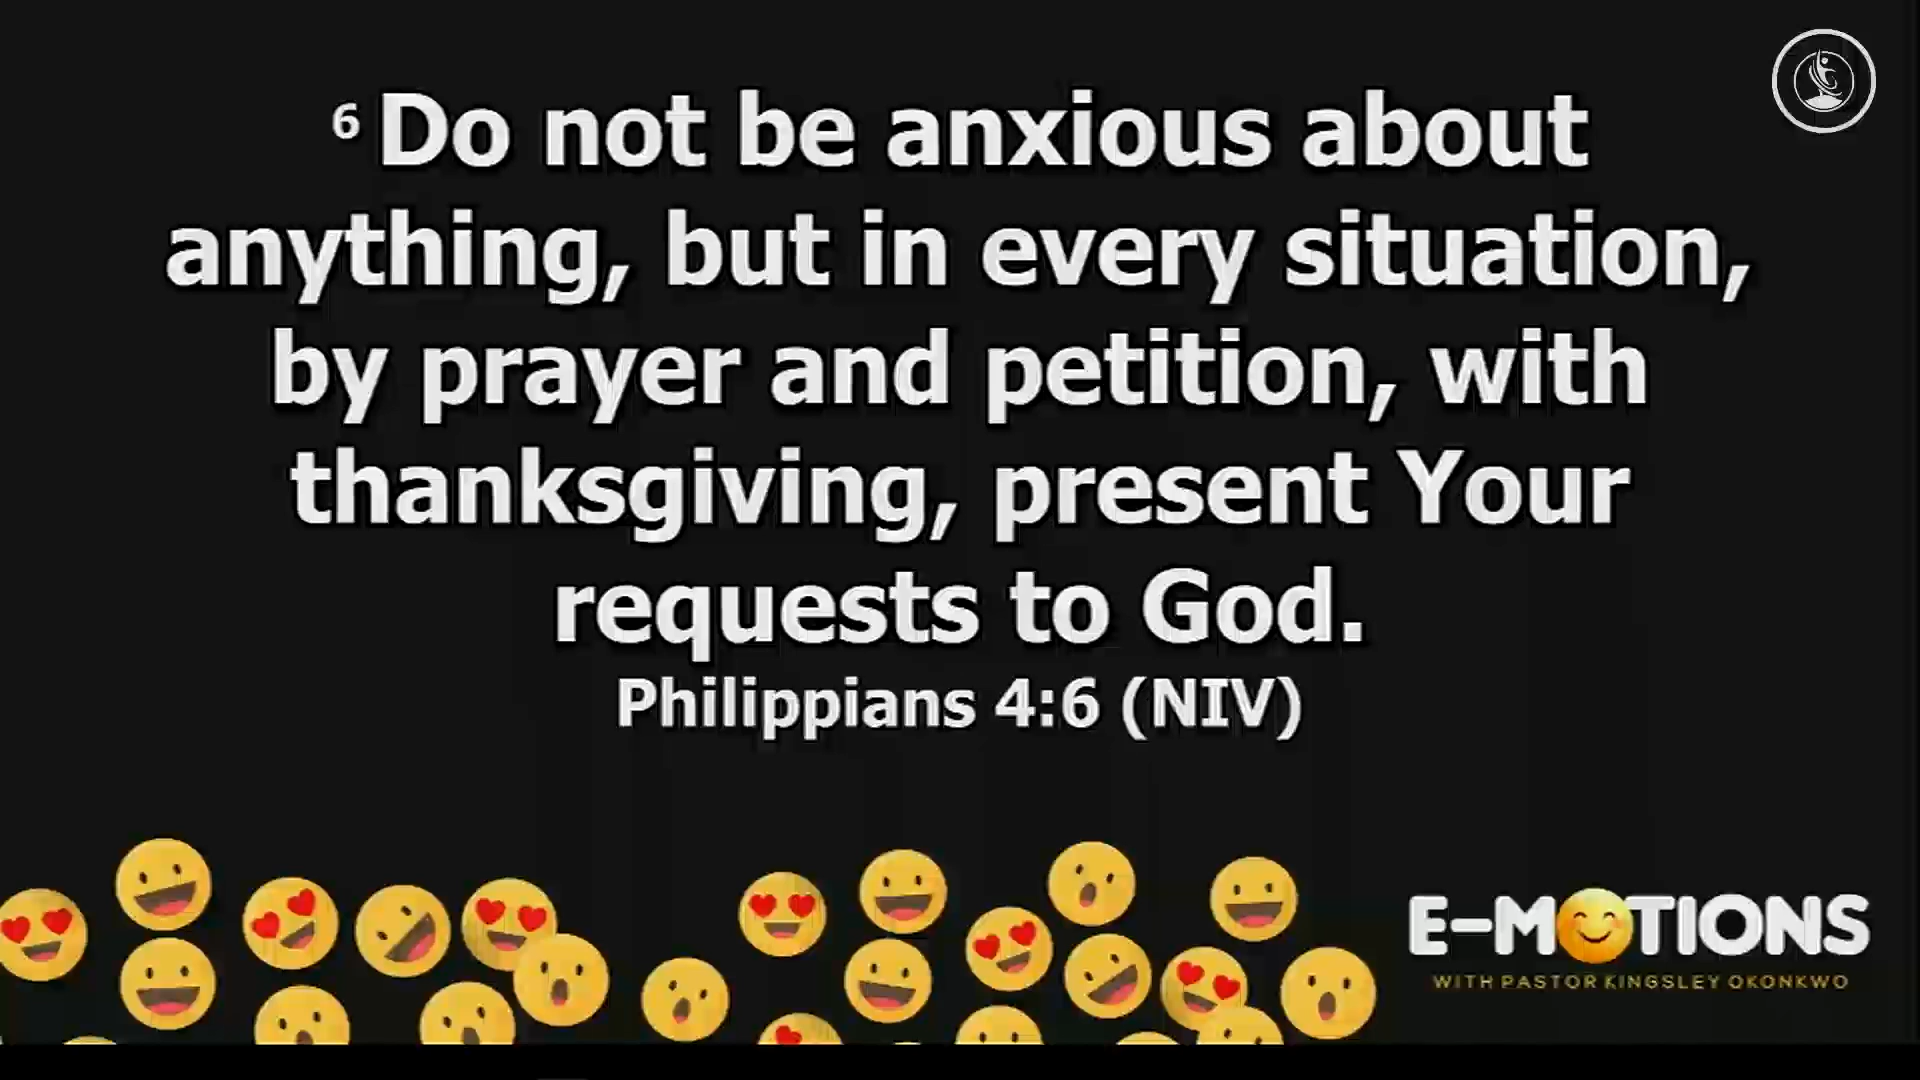 6 Do not be anxious about
anything, but in every situation,
by prayer and petition, with
thanksgiving, present Your
requests to God.
Philippians 4:6 (NIV)
E-MOTIONS
WITH PASTOR KINGSLEY OKONKWO